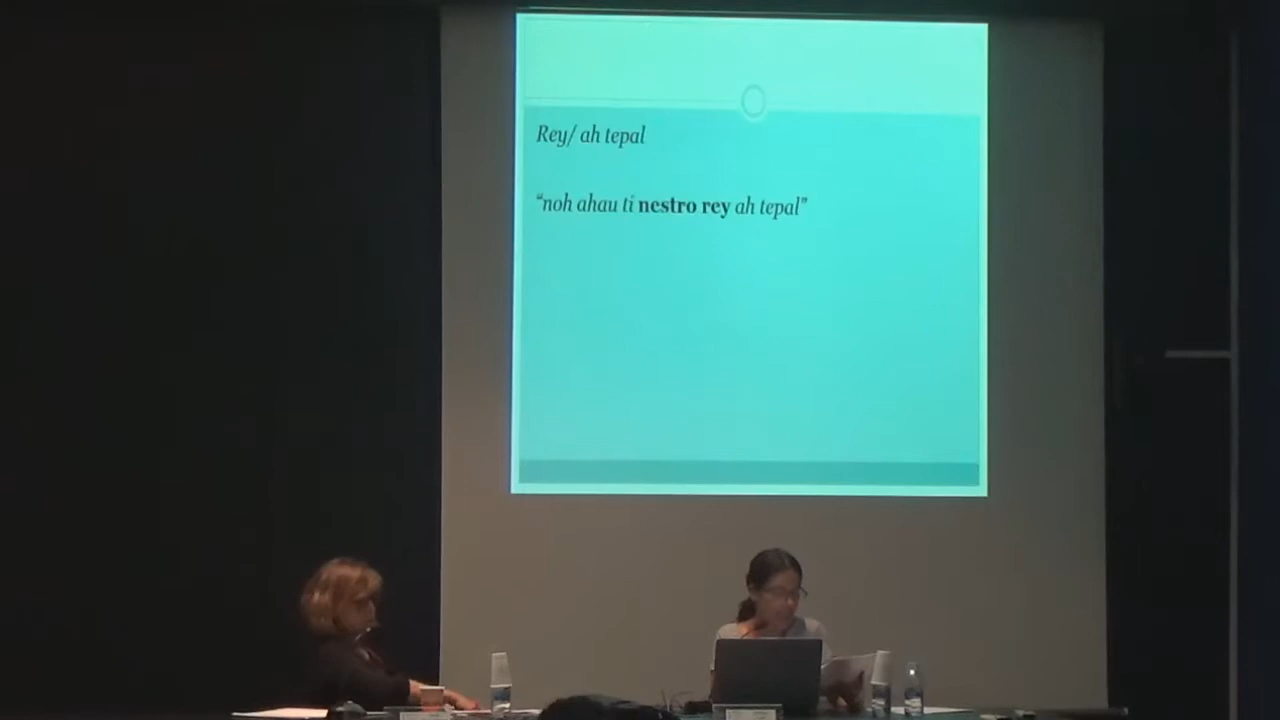 Rey/ ah tepal
“noh ahau ti nestro rey ah tepal”